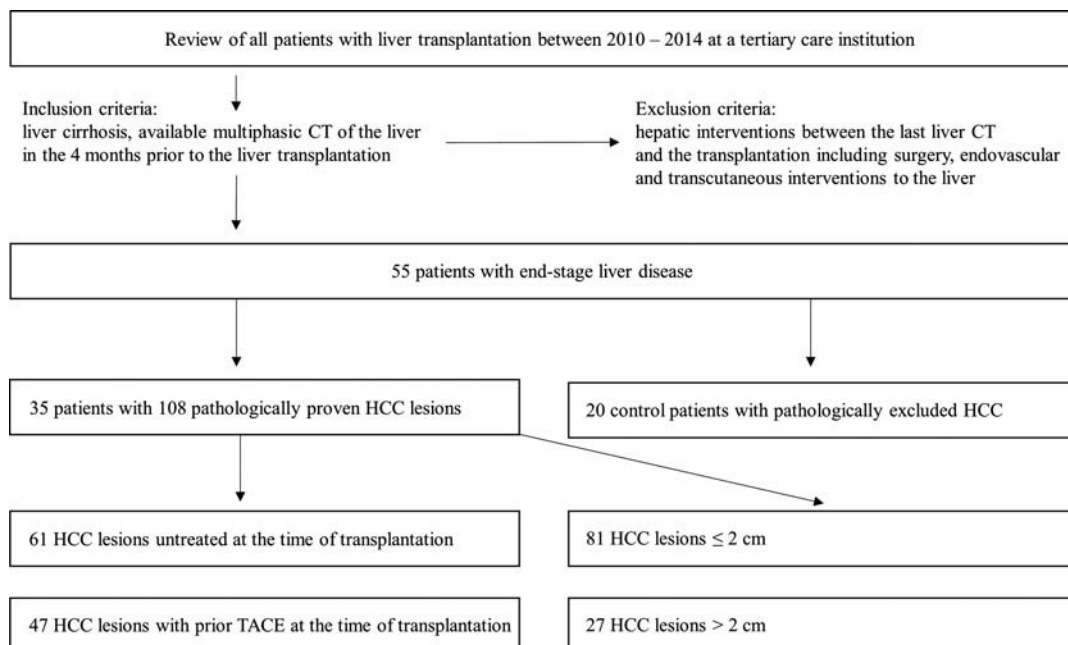 Review of all patients with liver transplantation between 2010 – 2014 at a tertiary care institution
Inclusion criteria:
liver cirrhosis, available multiphasic CT of the liver
in the 4 months prior to the liver transplantation
Exclusion criteria:
hepatic interventions between the last liver CT
and the transplantation including surgery, endovascular
and transcutaneous interventions to the liver
55 patients with end-stage liver disease
35 patients with 108 pathologically proven HCC lesions
20 control patients with pathologically excluded HCC
61 HCC lesions untreated at the time of transplantation
81 HCC lesions ≤ 2 cm
47 HCC lesions with prior TACE at the time of transplantation
27 HCC lesions > 2 cm